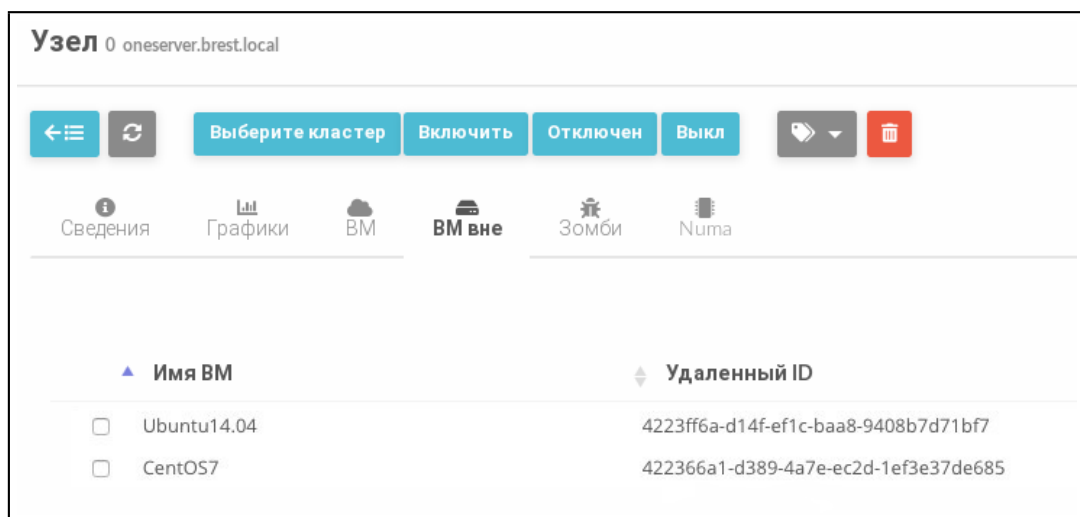 Узел 0 oneserver.brest.local
Выберите кластер Включить Отключен Выкл
Сведения Графики ВМ ВМ вне Зомби Numa
Имя ВМ Удаленный ID
Ubuntu14.04 4223ff6a-d14f-ef1c-baa8-9408b7d71bf7
CentOS7 422366a1-d389-4a7e-ec2d-1ef3e37de685